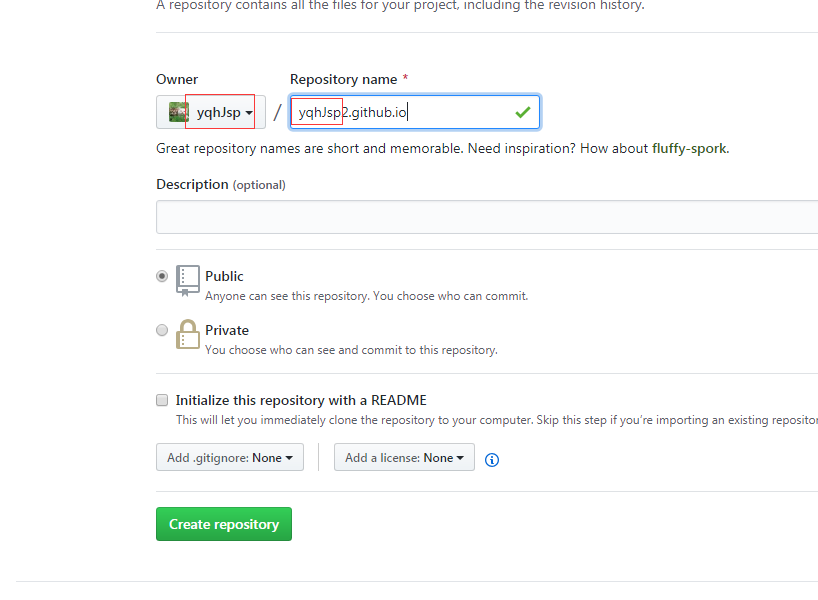 A repository contains all the files for your project, including the revision history.
Owner Repository name *
yqhJsp / yqhJsp2.github.io
Great repository names are short and memorable. Need inspiration? How about fluffy-spork.
Description (optional)
Public
Anyone can see this repository. You choose who can commit.
Private
You choose who can see and commit to this repository.
Initialize this repository with a README
This will let you immediately clone the repository to your computer. Skip this step if you're importing an existing
Add .gitignore: None Add a license: None
Create repository